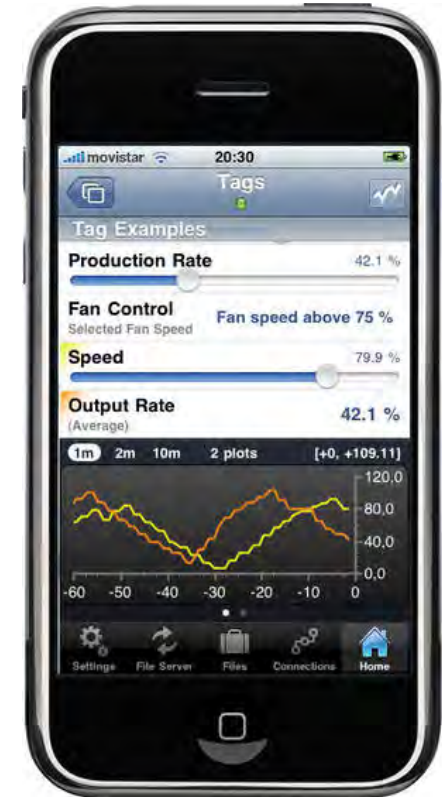 movistar 20:30
Tags
Tag Examples
Production Rate 42.1 %
Fan Control Fan speed above 75 %
Selected Fan Speed
Speed 79.9 %
Output Rate 42.1 %
(Average)
1m 2m 10m 2 plots [+0, +109.11]
120,0
80,0
40,0
0,0
-60 -50 -40 -30 -20 -10 0
Settings File Server Files Connections Home